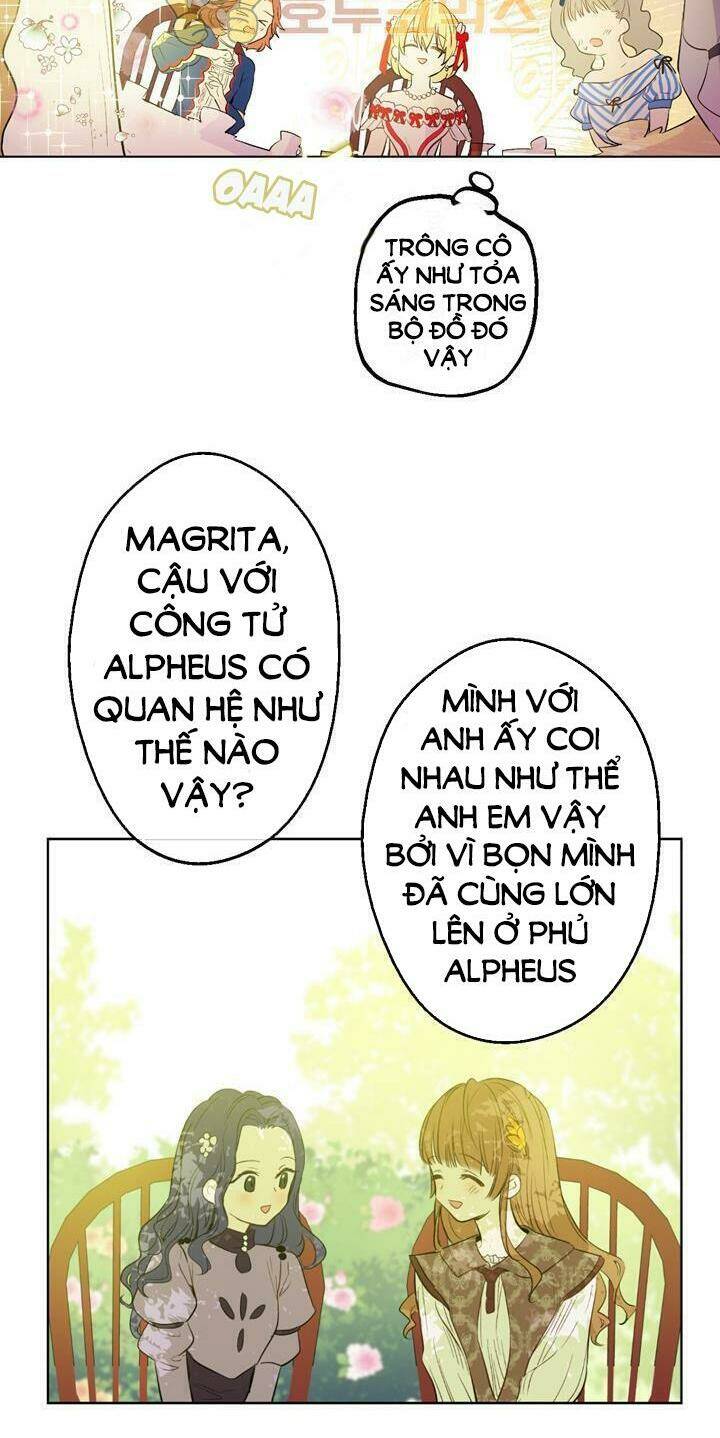 OAAA
TRÔNG CÔ
ẤY NHƯ TỎA
SÁNG TRONG
BỘ ĐỒ ĐÓ
VẬY
MAGRITA,
CẬU VỚI
CÔNG TỬ
ALPHEUS CÓ
QUAN HỆ NHƯ
THẾ NÀO
VẬY?
MÌNH VỚI
ANH ẤY COI
NHAU NHƯ THỂ
ANH EM VẬY
BỞI VÌ BỌN MÌNH
ĐÃ CÙNG LỚN
LÊN Ở PHỦ
ALPHEUS